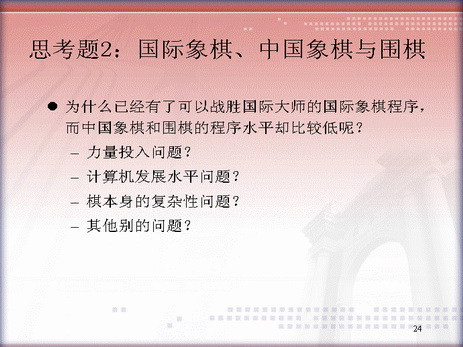 思考题2：国际象棋、中国象棋与围棋
● 为什么已经有了可以战胜国际大师的国际象棋程序，
而中国象棋和围棋的程序水平却比较低呢？
– 力量投入问题？
– 计算机发展水平问题？
– 棋本身的复杂性问题？
– 其他别的问题？
24